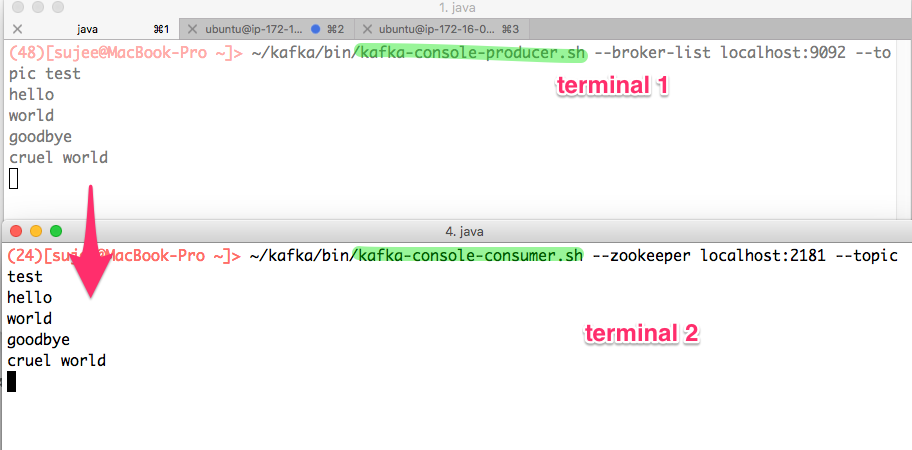 1. java
× java ⌘1 × ubuntu@ip-172-1... ⌘2 × ubuntu@ip-172-16-0... ⌘3
(48)[sujee@MacBook-Pro ~]> ~/kafka/bin/kafka-console-producer.sh --broker-list localhost:9092 --to
pic test
terminal 1
hello
world
goodbye
cruel world
4. java
(24)[sujee@MacBook-Pro ~]> ~/kafka/bin/kafka-console-consumer.sh --zookeeper localhost:2181 --topic
test
hello
world
terminal 2
goodbye
cruel world